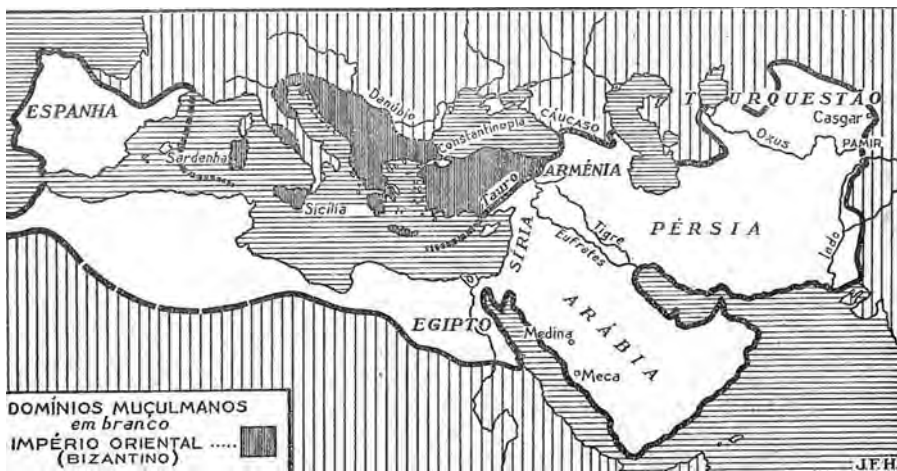 ESPANHA
Sardenha
Sicília
Danúbio
Constantinopla
CÁUCASO
TURQUESTÃO
Casgar
Oxus
PAMIR
Tauro
ARMÉNIA
PÉRSIA
Tigre
Eufrates
SÍRIA
Indo
EGIPTO
ARÁBIA
Medina
Meca
DOMÍNIOS MUÇULMANOS
em branco
IMPÉRIO ORIENTAL .....
(BIZANTINO)
J.F.H.